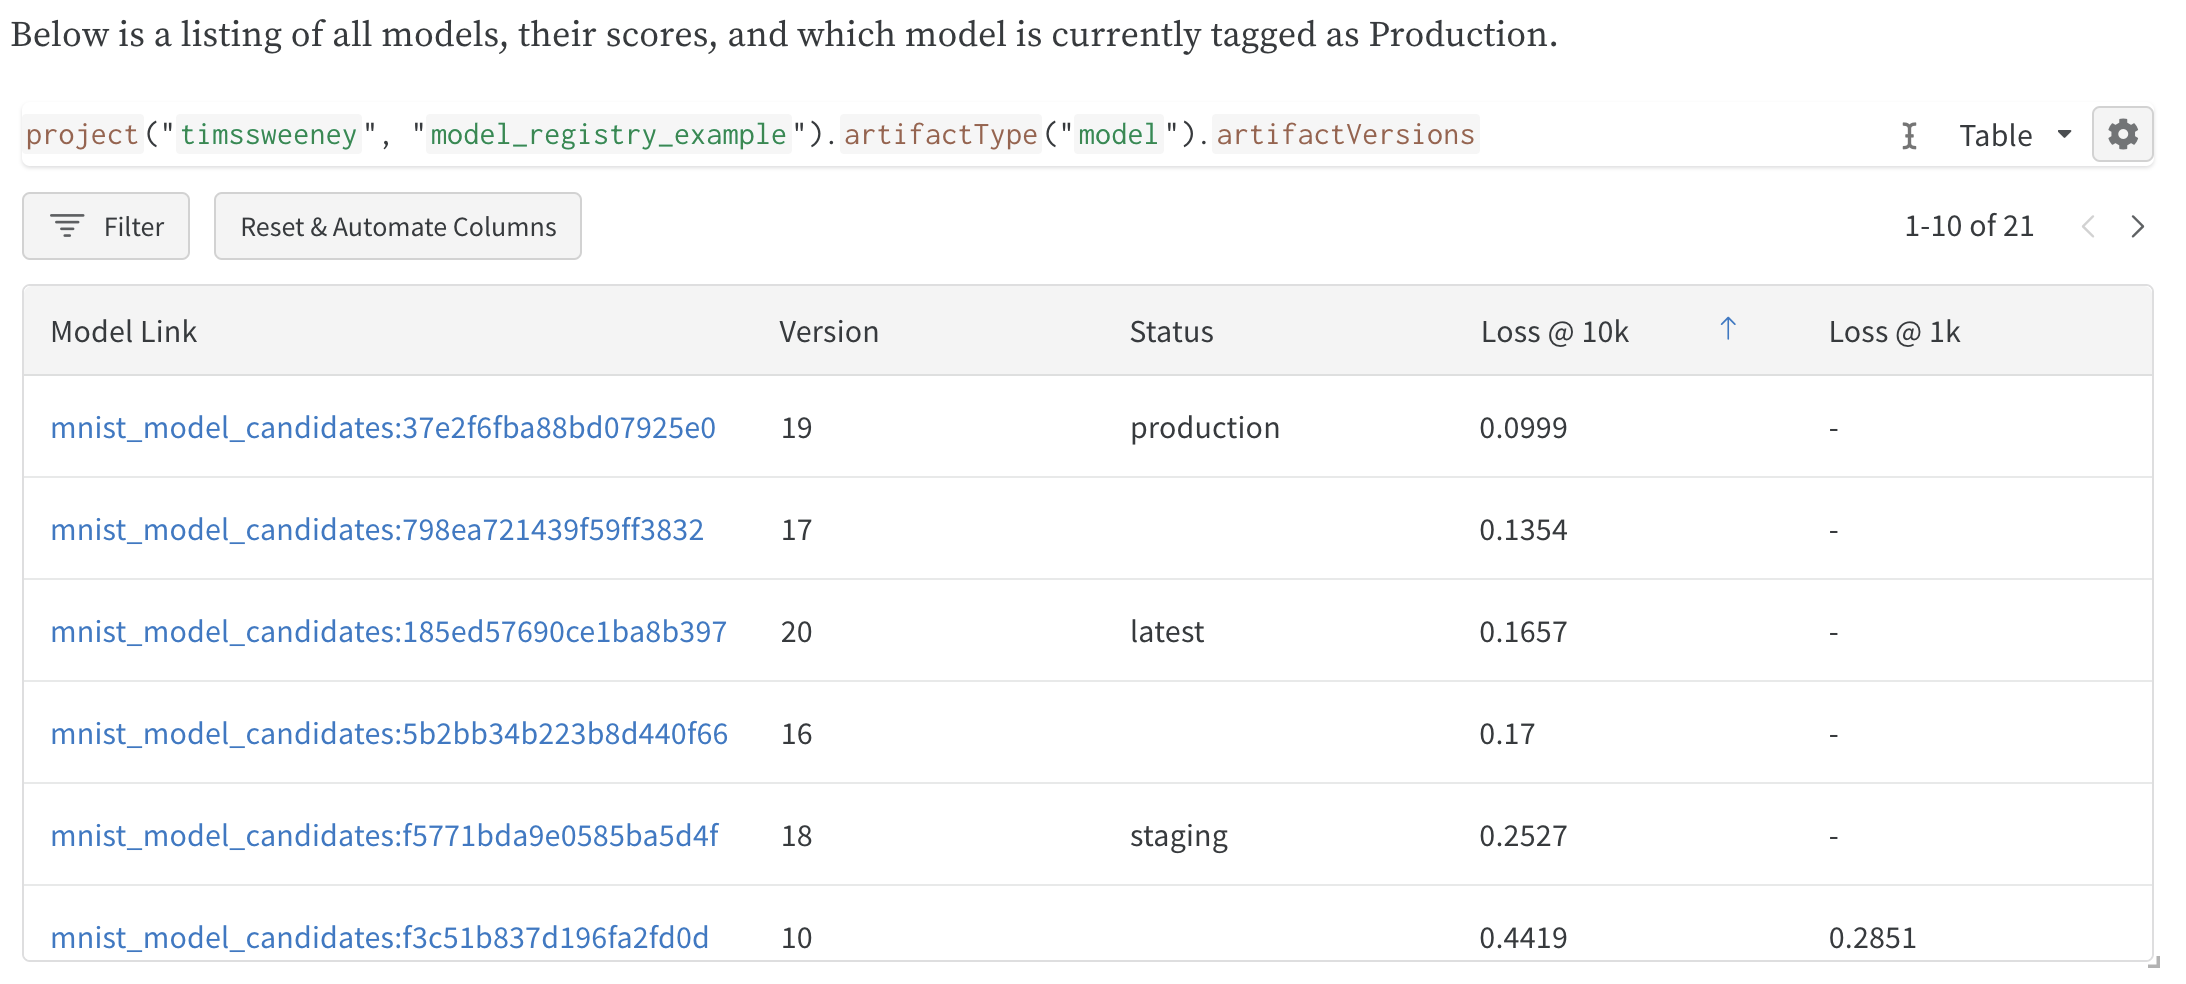 Below is a listing of all models, their scores, and which model is currently tagged as Production.
project("timssweeney", "model_registry_example").artifactType("model").artifactVersions Table
Filter Reset & Automate Columns 1-10 of 21
Model Link Version Status Loss @ 10k Loss @ 1k
mnist_model_candidates:37e2f6fba88bd07925e0 19 production 0.0999 -
mnist_model_candidates:798ea721439f59ff3832 17 0.1354 -
mnist_model_candidates:185ed57690ce1ba8b397 20 latest 0.1657 -
mnist_model_candidates:5b2bb34b223b8d440f66 16 0.17 -
mnist_model_candidates:f5771bda9e0585ba5d4f 18 staging 0.2527 -
mnist_model_candidates:f3c51b837d196fa2fd0d 10 0.4419 0.2851